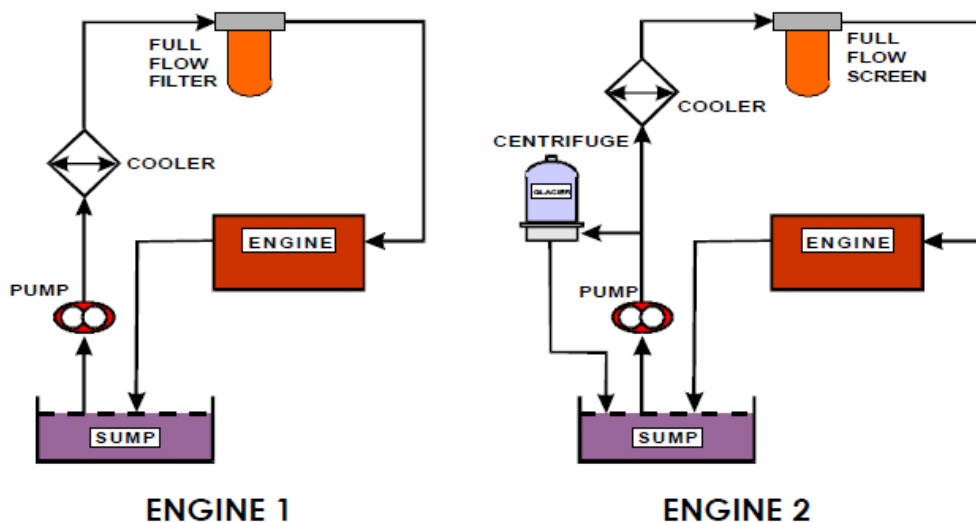 FULL
FLOW
FILTER
COOLER
ENGINE
PUMP
SUMP
ENGINE 1
FULL
FLOW
SCREEN
COOLER
CENTRIFUGE
GLACIER
ENGINE
PUMP
SUMP
ENGINE 2